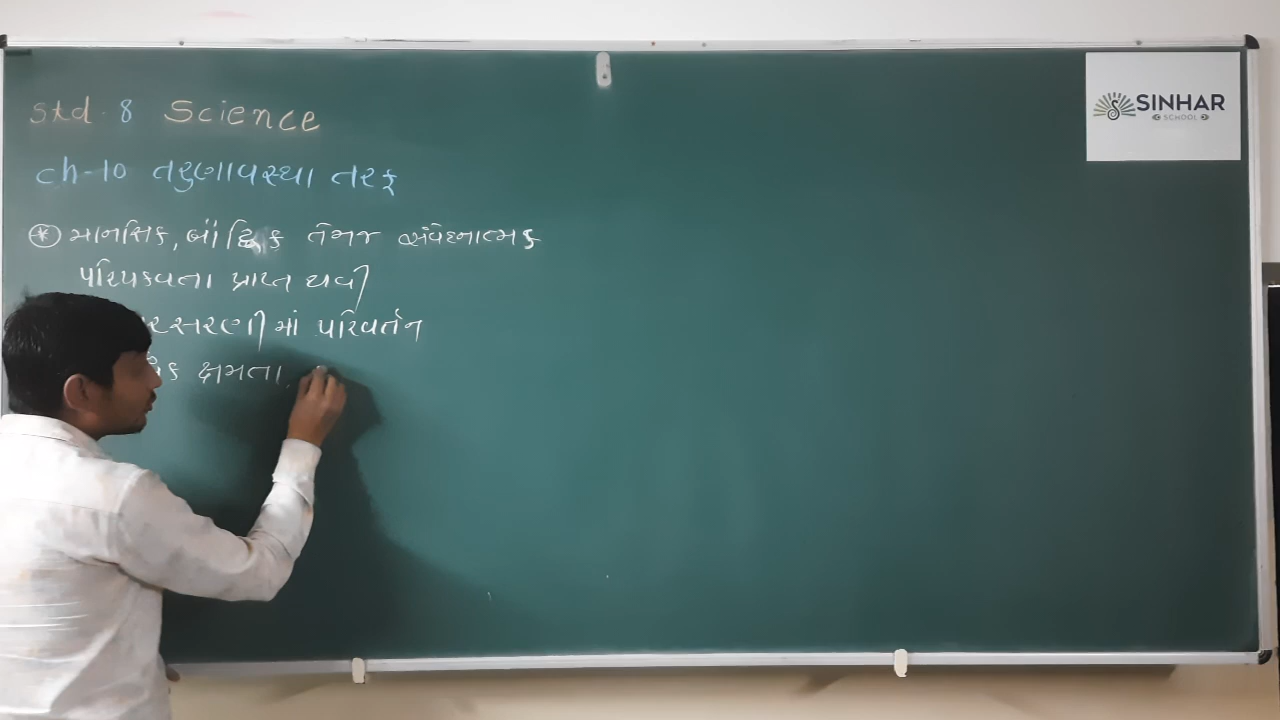 Std. 8 Science
SINHAR
SCHOOL
ch-10 તરુણાવસ્થા તરફ
* માનસિક, બૌદ્ધિક તેમજ સંવેદનાત્મક
પરિપક્વતા પ્રાપ્ત થવી
પરિવર્તન
ક્ષમતા,